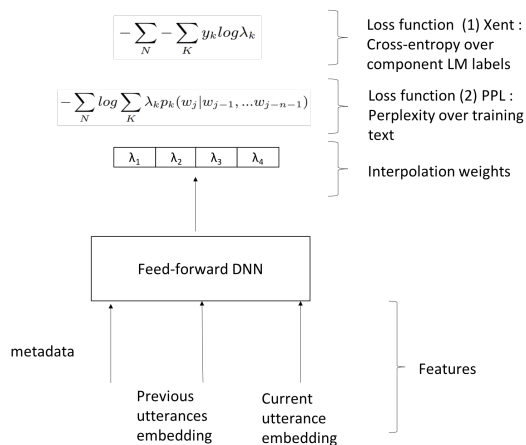 $-\sum_{N} -\sum_{K} y_k log\lambda_k$
Loss function (1) Xent :
Cross-entropy over
component LM labels
$-\sum_{N} log \sum_{K} \lambda_k p_k(w_j|w_{j-1}, ...w_{j-n-1})$
Loss function (2) PPL :
Perplexity over training
text
λ1 λ2 λ3 λ4
Interpolation weights
Feed-forward DNN
metadata
Previous
utterances
embedding
Current
utterance
embedding
Features